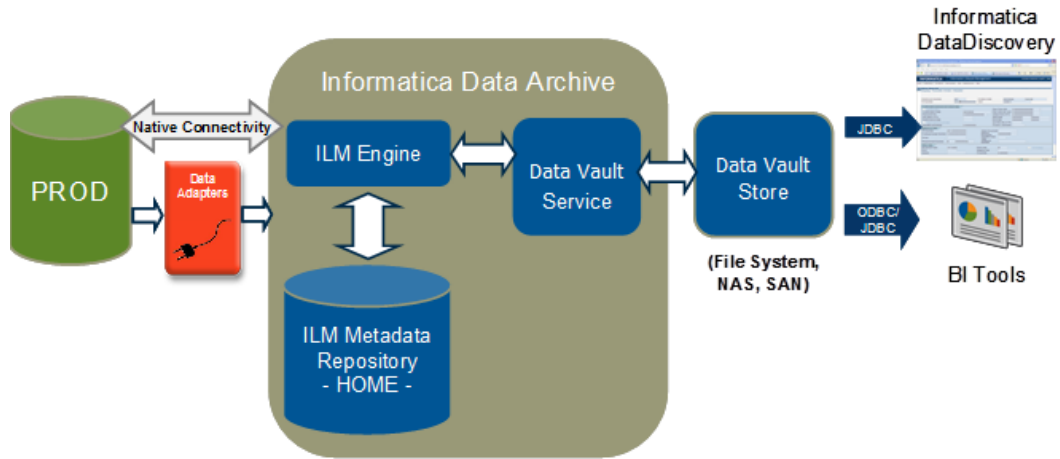 Informatica
DataDiscovery
Informatica Data Archive
Native Connectivity
PROD
Data
Adapters
ILM Engine
Data Vault
Service
Data Vault
Store
JDBC
ODBC/
JDBC
(File System,
NAS, SAN)
BI Tools
ILM Metadata
Repository
- HOME -